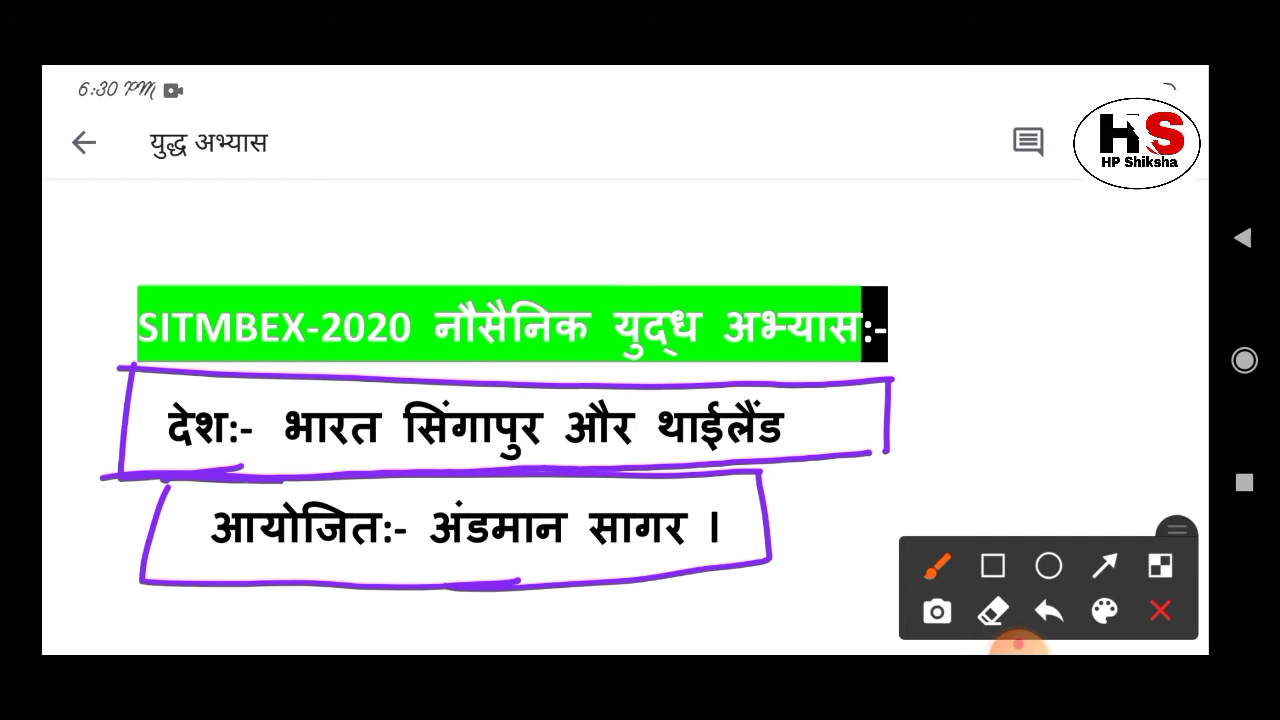 6:30 PM
युद्ध अभ्यास
HS
HP Shiksha
SITMBEX-2020 नौसैनिक युद्ध अभ्यास:-
देश:- भारत सिंगापुर और थाईलैंड
आयोजित:- अंडमान सागर ।